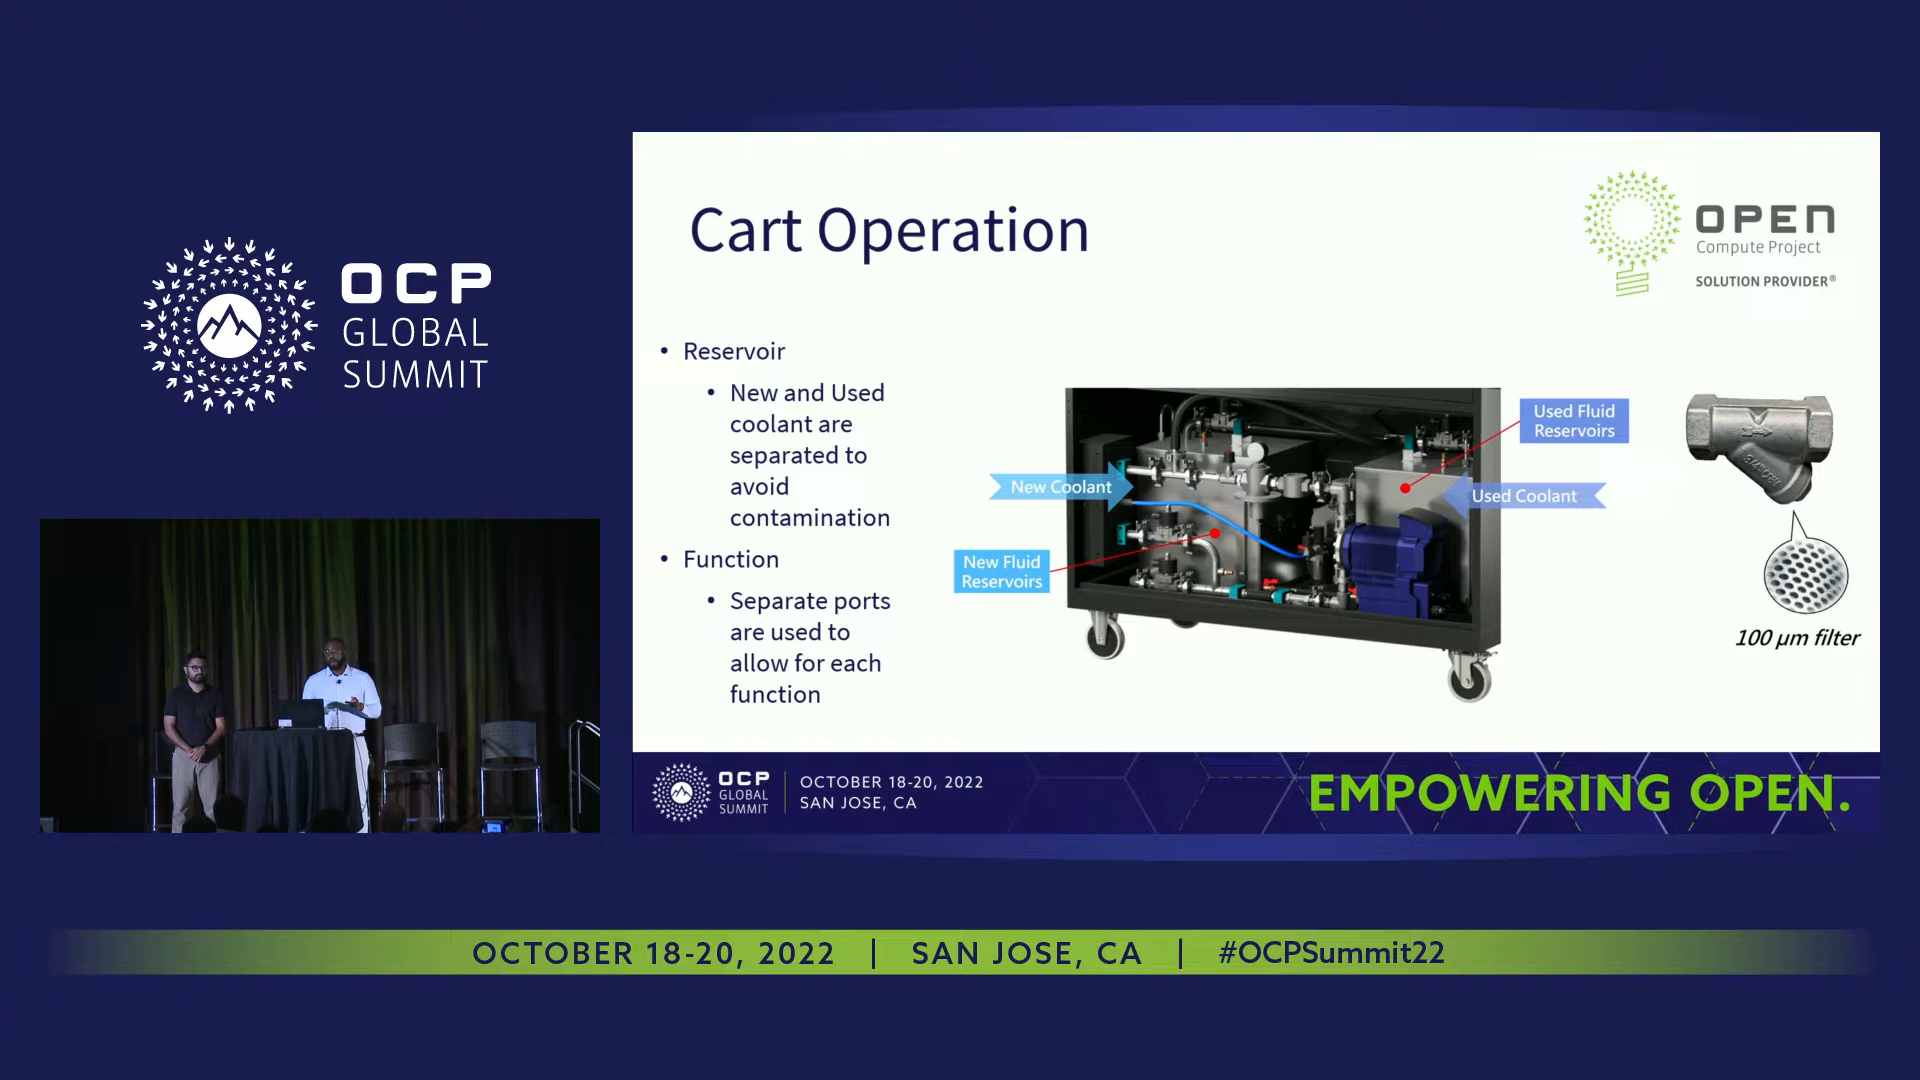 OCP
GLOBAL
SUMMIT
Cart Operation
OPEN
Compute Project
SOLUTION PROVIDER®
• Reservoir
• New and Used
coolant are
separated to
avoid
contamination
• Function
• Separate ports
are used to
allow for each
function
New Coolant
New Fluid
Reservoirs
Used Fluid
Reservoirs
Used Coolant
100 µm filter
OCP
GLOBAL
SUMMIT
OCTOBER 18-20, 2022
SAN JOSE, CA
EMPOWERING OPEN.
OCTOBER 18-20, 2022 | SAN JOSE, CA | #OCPSummit22